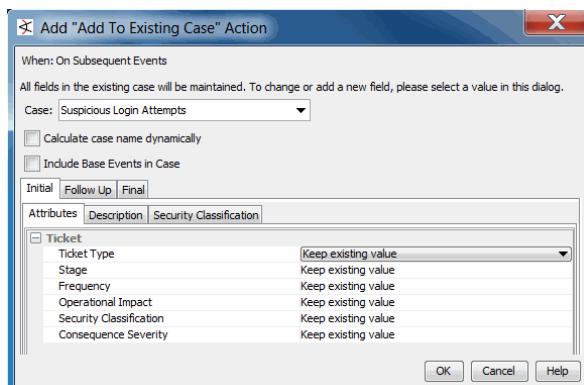 Add "Add To Existing Case" Action
When: On Subsequent Events
All fields in the existing case will be maintained. To change or add a new field, please select a value in this dialog.
Case: Suspicious Login Attempts
Calculate case name dynamically
Include Base Events in Case
Initial Follow Up Final
Attributes Description Security Classification
Ticket
Ticket Type Keep existing value
Stage Keep existing value
Frequency Keep existing value
Operational Impact Keep existing value
Security Classification Keep existing value
Consequence Severity Keep existing value
OK Cancel Help